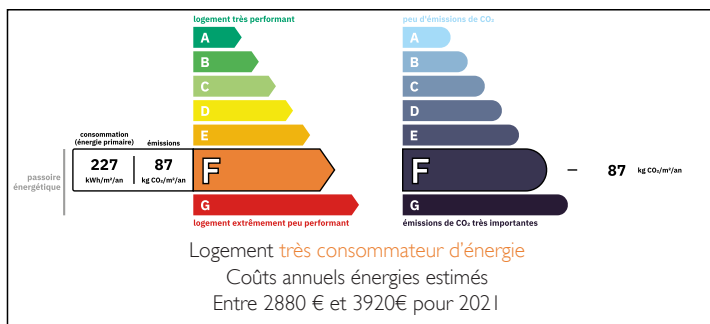 logement très performant
A
B
C
D
E
consommation
(énergie primaire)
émissions
227
kWh/m²/an
87
kg CO₂/m²/an
F
passoire
énergétique
G
logement extrêmement peu performant
peu d'émissions de CO₂
A
B
C
D
E
F
87 kg CO₂/m²/an
G
émissions de CO₂ très importantes
Logement très consommateur d'énergie
Coûts annuels énergies estimés
Entre 2880 € et 3920€ pour 2021